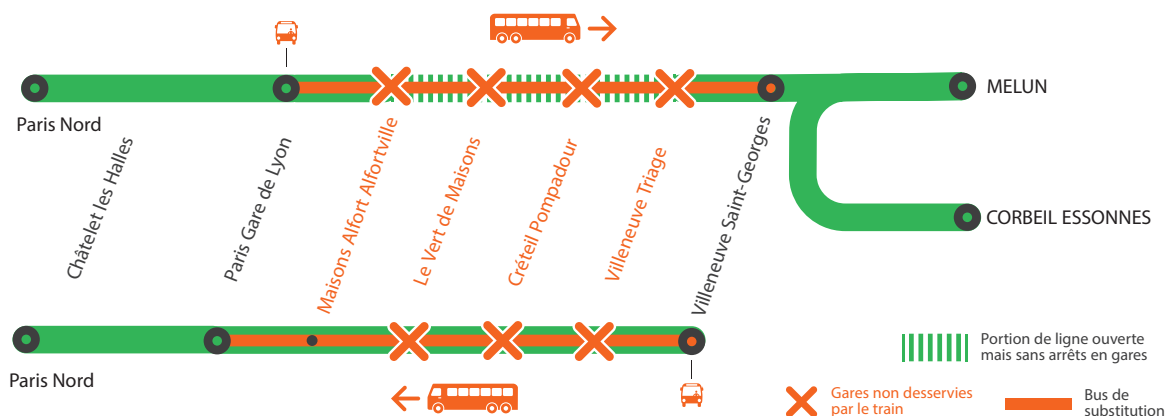 MELUN
Paris Nord
Châtelet les Halles
Paris Gare de Lyon
Maisons Alfort Alfortville
Le Vert de Maisons
Créteil Pompadour
Villeneuve Triage
Villeneuve Saint-Georges
CORBEIL ESSONNES
Paris Nord
Portion de ligne ouverte
mais sans arrêts en gares
Gares non desservies
par le train
Bus de
substitution